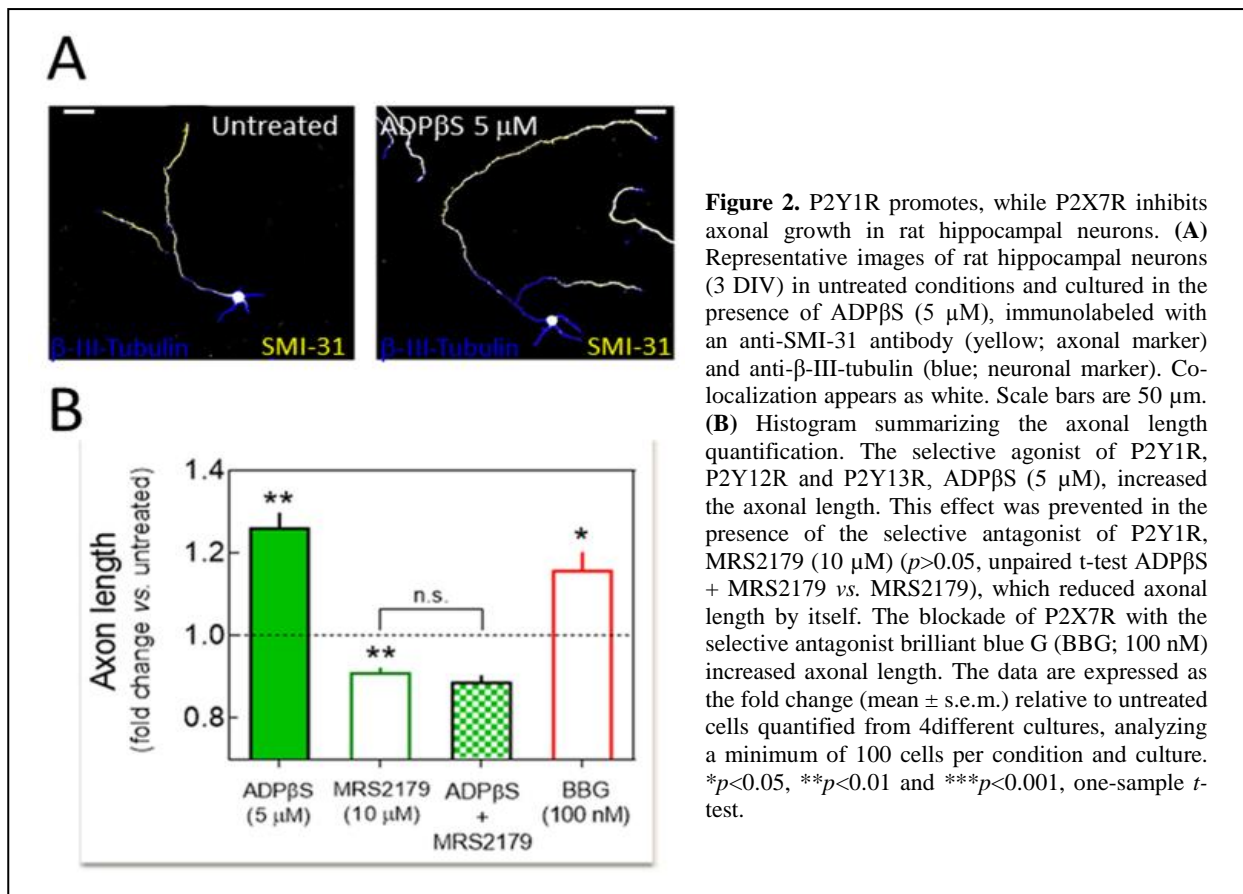 A
Untreated
β-III-Tubulin
SMI-31
ADPβS 5 μM
β-III-Tubulin
SMI-31
B
Axon length
(fold change vs. untreated)
1.4
1.2
1.0
0.8
**
**
n.s.
*
ADPβS
(5 μM)
MRS2179
(10 μM)
ADPβS
+
MRS2179
BBG
(100 nM)
Figure 2. P2Y1R promotes, while P2X7R inhibits
axonal growth in rat hippocampal neurons. (A)
Representative images of rat hippocampal neurons
(3 DIV) in untreated conditions and cultured in the
presence of ADPβS (5 μM), immunolabeled with
an anti-SMI-31 antibody (yellow; axonal marker)
and anti-β-III-tubulin (blue; neuronal marker). Co-
localization appears as white. Scale bars are 50 μm.
(B) Histogram summarizing the axonal length
quantification. The selective agonist of P2Y1R,
P2Y12R and P2Y13R, ADPβS (5 μM), increased
the axonal length. This effect was prevented in the
presence of the selective antagonist of P2Y1R,
MRS2179 (10 μM) (p>0.05, unpaired t-test ADPβS
+ MRS2179 vs. MRS2179), which reduced axonal
length by itself. The blockade of P2X7R with the
selective antagonist brilliant blue G (BBG; 100 nM)
increased axonal length. The data are expressed as
the fold change (mean ± s.e.m.) relative to untreated
cells quantified from 4different cultures, analyzing
a minimum of 100 cells per condition and culture.
*p<0.05, **p<0.01 and ***p<0.001, one-sample t-
test.